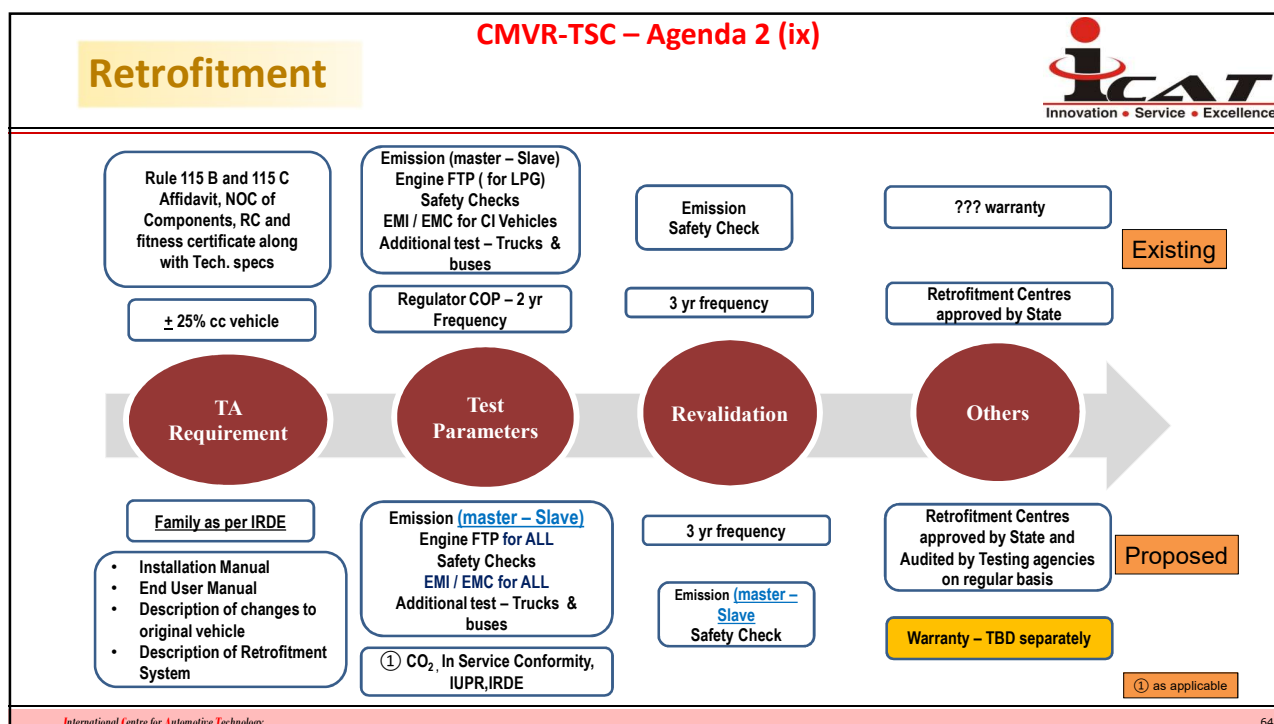 CMVR-TSC – Agenda 2 (ix)
Retrofitment
iCAT
Innovation • Service • Excellence
Rule 115 B and 115 C
Affidavit, NOC of
Components, RC and
fitness certificate along
with Tech. specs
+ 25% cc vehicle
Emission (master – Slave)
Engine FTP ( for LPG)
Safety Checks
EMI / EMC for CI Vehicles
Additional test – Trucks &
buses
Regulator COP – 2 yr
Frequency
Emission
Safety Check
3 yr frequency
??? warranty
Retrofitment Centres
approved by State
Existing
TA
Requirement
Test
Parameters
Revalidation
Others
Family as per IRDE
• Installation Manual
• End User Manual
• Description of changes to
original vehicle
• Description of Retrofitment
System
Emission (master – Slave)
Engine FTP for ALL
Safety Checks
EMI / EMC for ALL
Additional test – Trucks &
buses
① CO2 , In Service Conformity,
IUPR,IRDE
3 yr frequency
Emission (master –
Slave
Safety Check
Retrofitment Centres
approved by State and
Audited by Testing agencies
on regular basis
Warranty – TBD separately
Proposed
① as applicable
International Centre for Automotive Technology
64